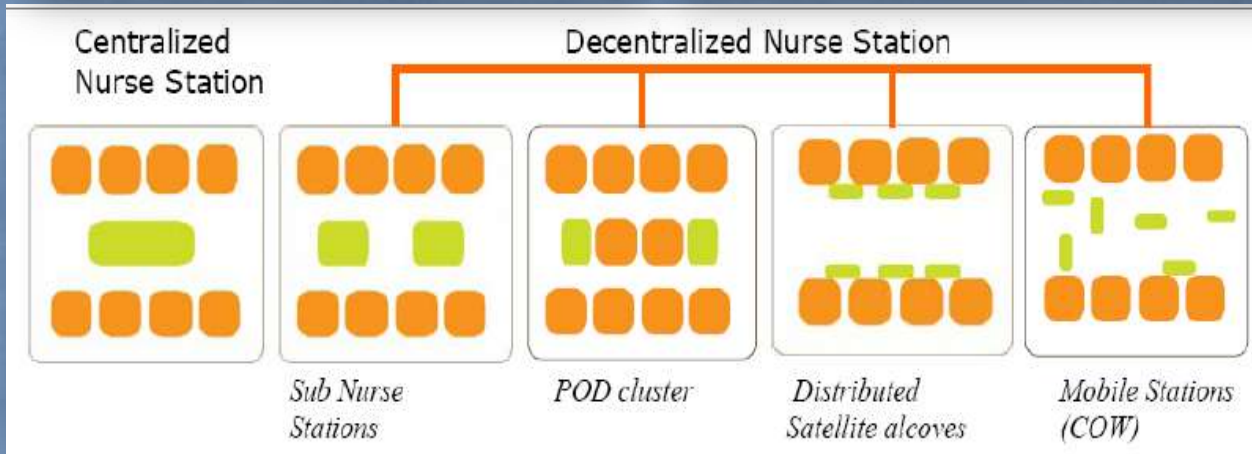 Centralized
Nurse Station
Decentralized Nurse Station
Sub Nurse
Stations
POD cluster
Distributed
Satellite alcoves
Mobile Stations
(COW)